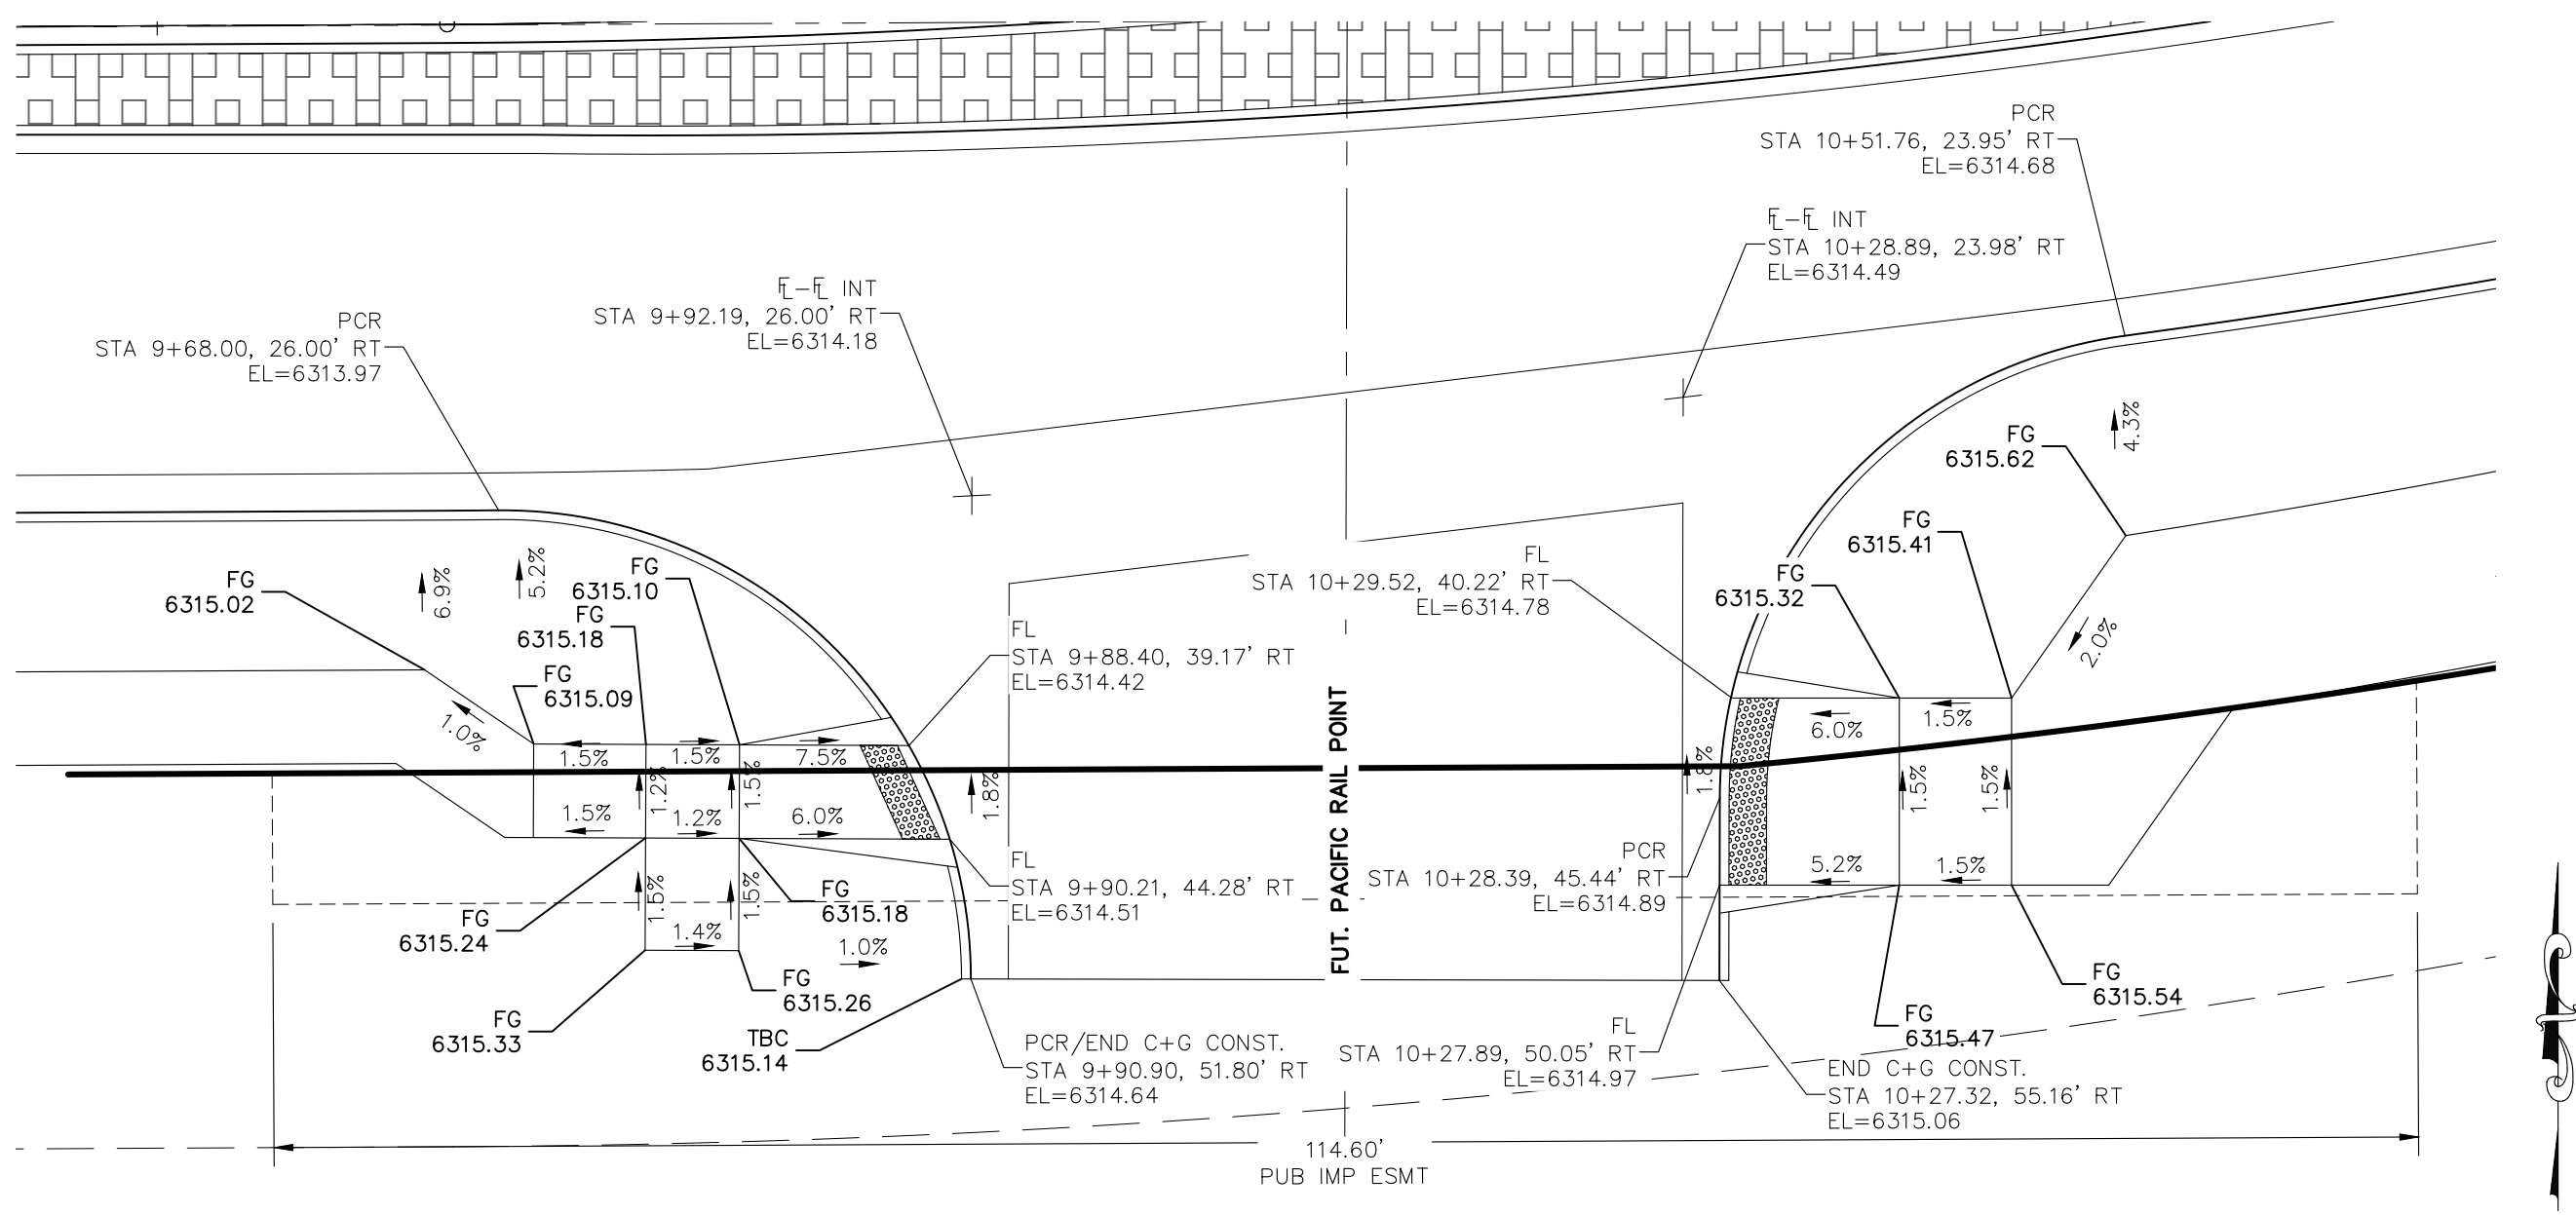 PCR
STA 10+51.76, 23.95' RT
EL=6314.68
FL-FL INT
STA 10+28.89, 23.98' RT
EL=6314.49
FL-FL INT
STA 9+92.19, 26.00' RT
EL=6314.18
PCR
STA 9+68.00, 26.00' RT
EL=6313.97
4.3%
FG
6315.62
FG
6315.41
FG
6315.32
FL
STA 10+29.52, 40.22' RT
EL=6314.78
5.2%
6.9%
FG
6315.10
FG
6315.02
FG
6315.18
FG
6315.09
FL
STA 9+88.40, 39.17' RT
EL=6314.42
2.0%
1.0%
1.5%
1.5%
7.5%
6.0%
1.5%
1.2%
1.5%
1.8%
1.8%
1.5%
1.5%
1.5%
1.2%
6.0%
FUT. PACIFIC RAIL POINT
PCR
STA 10+28.39, 45.44' RT
EL=6314.89
5.2%
1.5%
FL
STA 9+90.21, 44.28' RT
EL=6314.51
1.5%
1.5%
FG
6315.18
FG
6315.24
1.4%
1.0%
FG
6315.26
FG
6315.33
TBC
6315.14
PCR/END C+G CONST.
STA 9+90.90, 51.80' RT
EL=6314.64
FG
6315.54
FG
6315.47
FL
STA 10+27.89, 50.05' RT
EL=6314.97
END C+G CONST.
STA 10+27.32, 55.16' RT
EL=6315.06
114.60'
PUB IMP ESMT